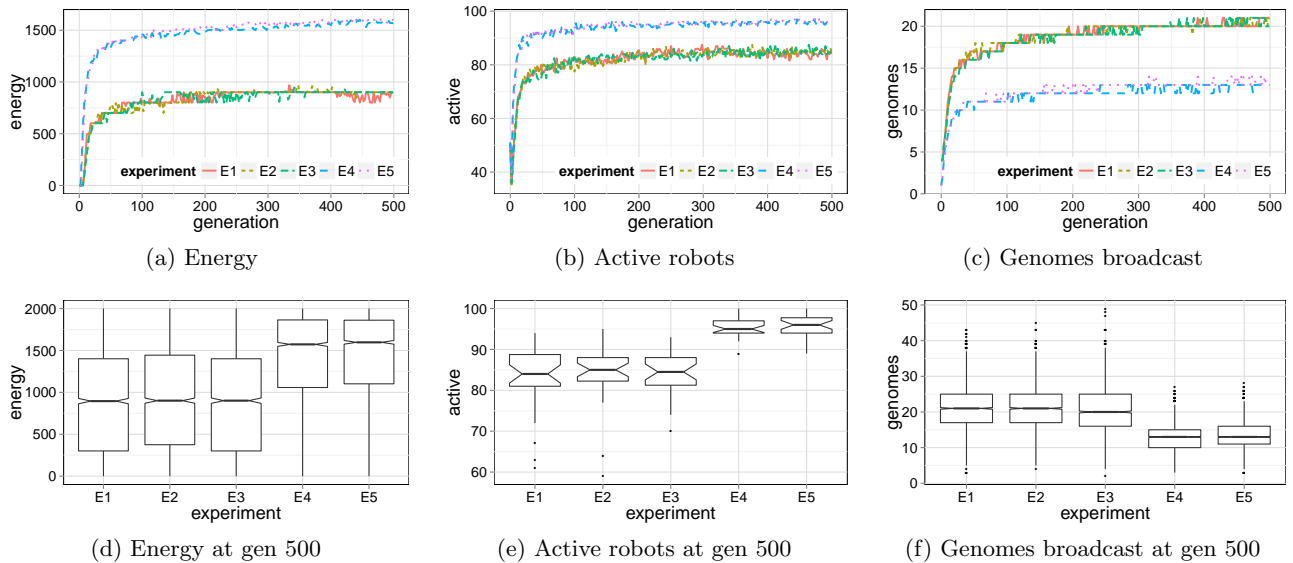 1500
1000
500
0
energy
experiment E1 E2 E3 E4 E5
0 100 200 300 400 500
generation
(a) Energy
100
80
60
40
active
experiment E1 E2 E3 E4 E5
0 100 200 300 400 500
generation
(b) Active robots
20
15
10
5
0
genomes
experiment E1 E2 E3 E4 E5
0 100 200 300 400 500
generation
(c) Genomes broadcast
2000
1500
1000
500
0
energy
E1 E2 E3 E4 E5
experiment
(d) Energy at gen 500
100
90
80
70
60
active
E1 E2 E3 E4 E5
experiment
(e) Active robots at gen 500
50
40
30
20
10
0
genomes
E1 E2 E3 E4 E5
experiment
(f) Genomes broadcast at gen 500